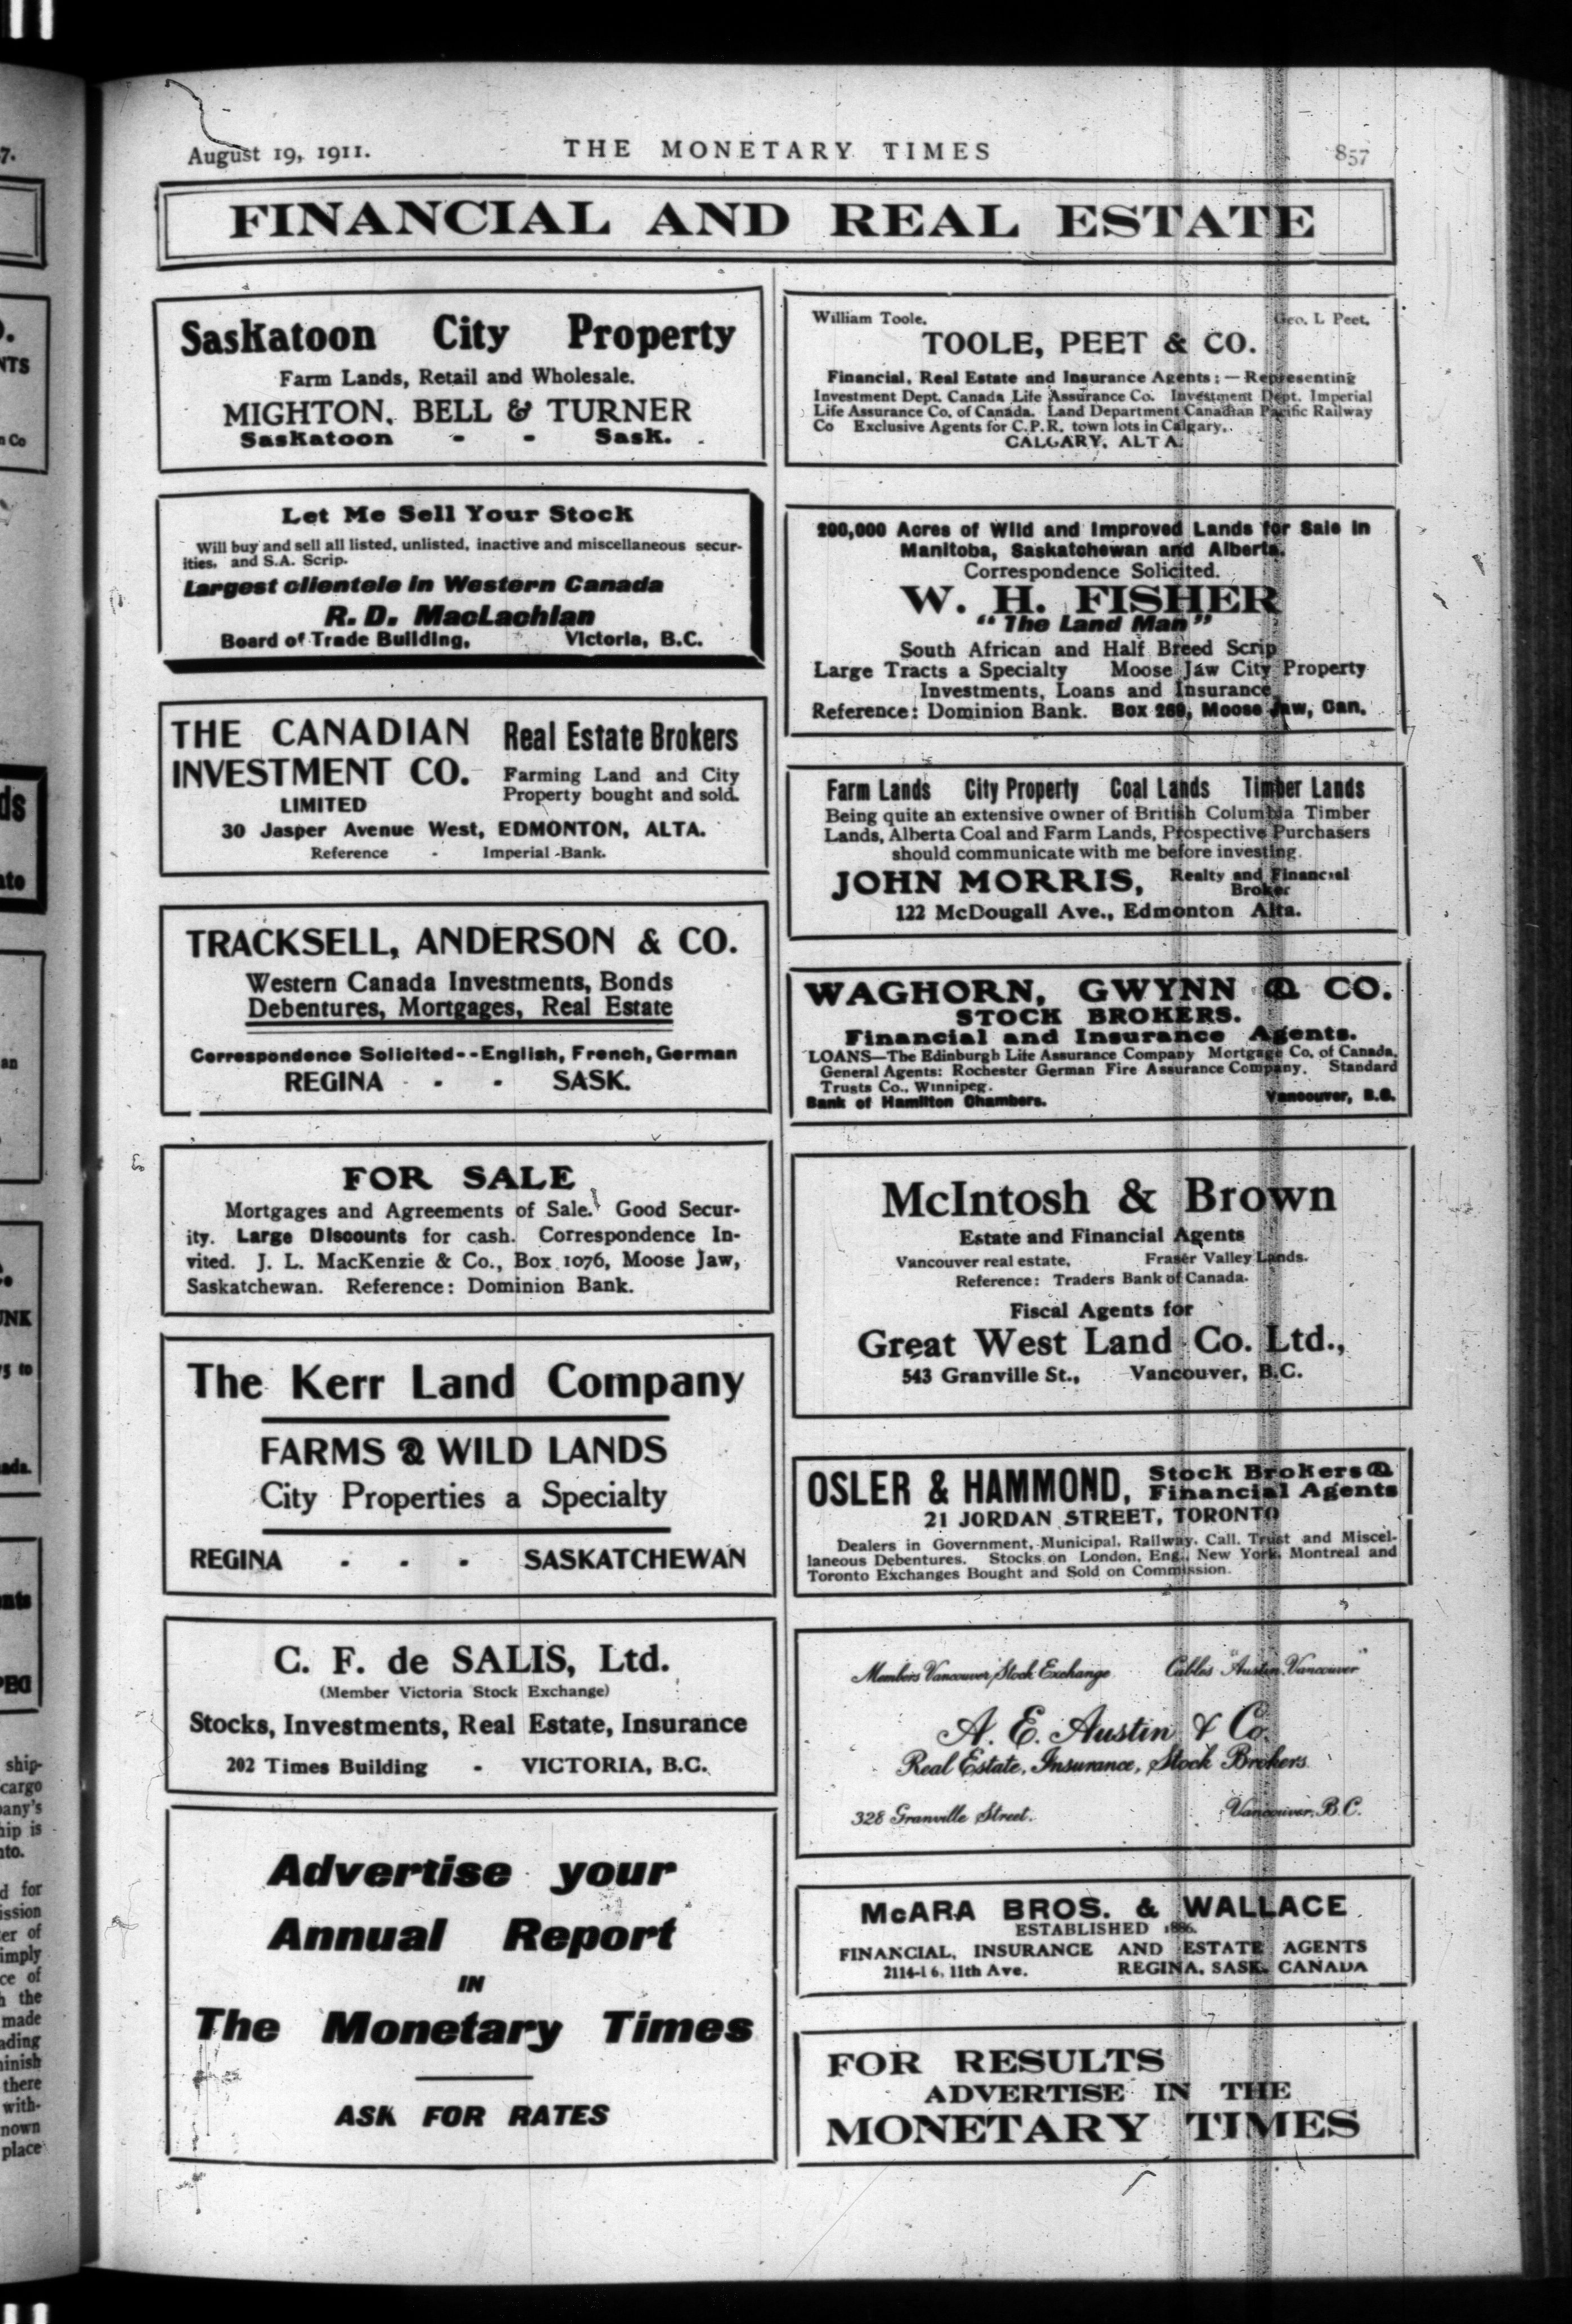 August 19, 1911.
THE MONETARY TIMES
857
FINANCIAL AND REAL ESTATE
Saskatoon City Property
Farm Lands, Retail and Wholesale.
MIGHTON, BELL & TURNER
Saskatoon - - Sask.
Let Me Sell Your Stock
Will buy and sell all listed, unlisted, inactive and miscellaneous secur-
ities, and S.A. Scrip.
Largest clientele in Western Canada
R. D. MacLachlan
Board of Trade Building, Victoria, B.C.
THE CANADIAN
INVESTMENT CO.
LIMITED
Real Estate Brokers
Farming Land and City
Property bought and sold.
30 Jasper Avenue West, EDMONTON, ALTA.
Reference - Imperial Bank.
TRACKSELL, ANDERSON & CO.
Western Canada Investments, Bonds
Debentures, Mortgages, Real Estate
Correspondence Solicited--English, French, German
REGINA - - SASK.
FOR SALE
Mortgages and Agreements of Sale. Good Secur-
ity. Large Discounts for cash. Correspondence In-
vited. J. L. MacKenzie & Co., Box 1076, Moose Jaw,
Saskatchewan. Reference: Dominion Bank.
The Kerr Land Company
FARMS & WILD LANDS
City Properties a Specialty
REGINA - - - SASKATCHEWAN
C. F. de SALIS, Ltd.
(Member Victoria Stock Exchange)
Stocks, Investments, Real Estate, Insurance
202 Times Building - VICTORIA, B.C.
Advertise your
Annual Report
IN
The Monetary Times
ASK FOR RATES
William Toole. Geo. L Peet.
TOOLE, PEET & CO.
Financial, Real Estate and Insurance Agents; — Representing
Investment Dept. Canada Life Assurance Co. Investment Dept. Imperial
Life Assurance Co. of Canada. Land Department Canadian Pacific Railway
Co Exclusive Agents for C.P.R. town lots in Calgary.
CALGARY, ALTA.
200,000 Acres of Wild and Improved Lands for Sale in
Manitoba, Saskatchewan and Alberta.
Correspondence Solicited.
W. H. FISHER
"The Land Man"
South African and Half Breed Scrip
Large Tracts a Specialty Moose Jaw City Property
Investments, Loans and Insurance
Reference: Dominion Bank. Box 269, Moose Jaw, Can.
Farm Lands City Property Coal Lands Timber Lands
Being quite an extensive owner of British Columbia Timber
Lands, Alberta Coal and Farm Lands, Prospective Purchasers
should communicate with me before investing.
JOHN MORRIS, Realty and Financial
Broker
122 McDougall Ave., Edmonton Alta.
WAGHORN, GWYNN & CO.
STOCK BROKERS.
Financial and Insurance Agents.
LOANS—The Edinburgh Life Assurance Company Mortgage Co. of Canada.
General Agents: Rochester German Fire Assurance Company. Standard
Trusts Co., Winnipeg.
Bank of Hamilton Chambers. Vancouver, B.C.
McIntosh & Brown
Estate and Financial Agents
Vancouver real estate, Fraser Valley Lands.
Reference: Traders Bank of Canada.
Fiscal Agents for
Great West Land Co. Ltd.,
543 Granville St., Vancouver, B.C.
OSLER & HAMMOND, Stock Brokers &
Financial Agents
21 JORDAN STREET, TORONTO
Dealers in Government, Municipal, Railway, Call, Trust and Miscel-
laneous Debentures. Stocks on London, Eng., New York, Montreal and
Toronto Exchanges Bought and Sold on Commission.
Members Vancouver Stock Exchange Cables "Austin Vancouver"
A. E. Austin & Co.
Real Estate, Insurance, Stock Brokers
328 Granville Street. Vancouver, B.C.
McARA BROS. & WALLACE
ESTABLISHED 1886.
FINANCIAL, INSURANCE AND ESTATE AGENTS
2114-16, 11th Ave. REGINA, SASK. CANADA
FOR RESULTS
ADVERTISE IN THE
MONETARY TIMES